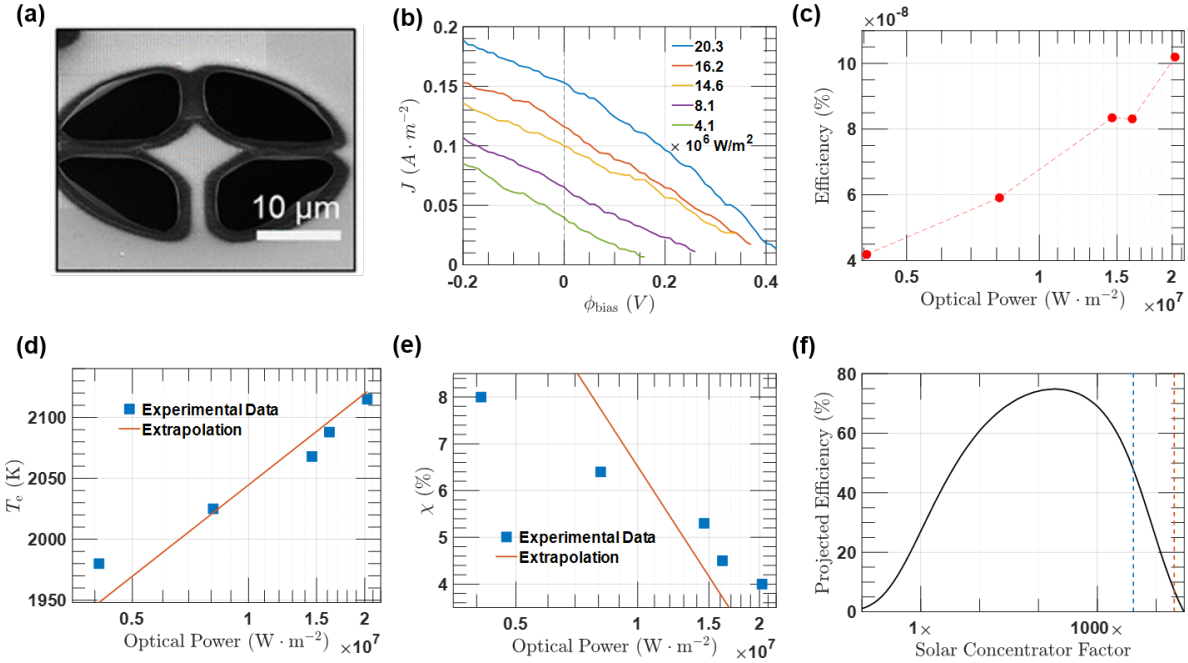 (a)
10 μm
(b)
0.2
0.15
0.1
0.05
0
J (A · m⁻²)
20.3
16.2
14.6
8.1
4.1
× 10⁶ W/m²
-0.2
0
0.2
0.4
ϕbias (V)
(c)
×10⁻⁸
10
8
6
4
Efficiency (%)
0.5
1
1.5
2
Optical Power (W · m⁻²)
×10⁷
(d)
2100
2050
2000
1950
Tₑ (K)
Experimental Data
Extrapolation
0.5
1
1.5
2
Optical Power (W · m⁻²)
×10⁷
(e)
8
7
6
5
4
χ (%)
Experimental Data
Extrapolation
0.5
1
1.5
2
Optical Power (W · m⁻²)
×10⁷
(f)
80
60
40
20
0
Projected Efficiency (%)
1×
1000×
Solar Concentrator Factor